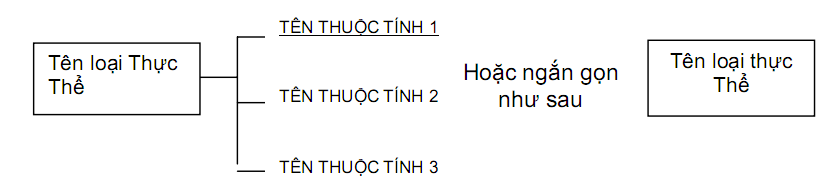 Tên loại Thực
Thể
TÊN THUỘC TÍNH 1
TÊN THUỘC TÍNH 2
TÊN THUỘC TÍNH 3
Hoặc ngắn gọn
như sau
Tên loại thực
Thể